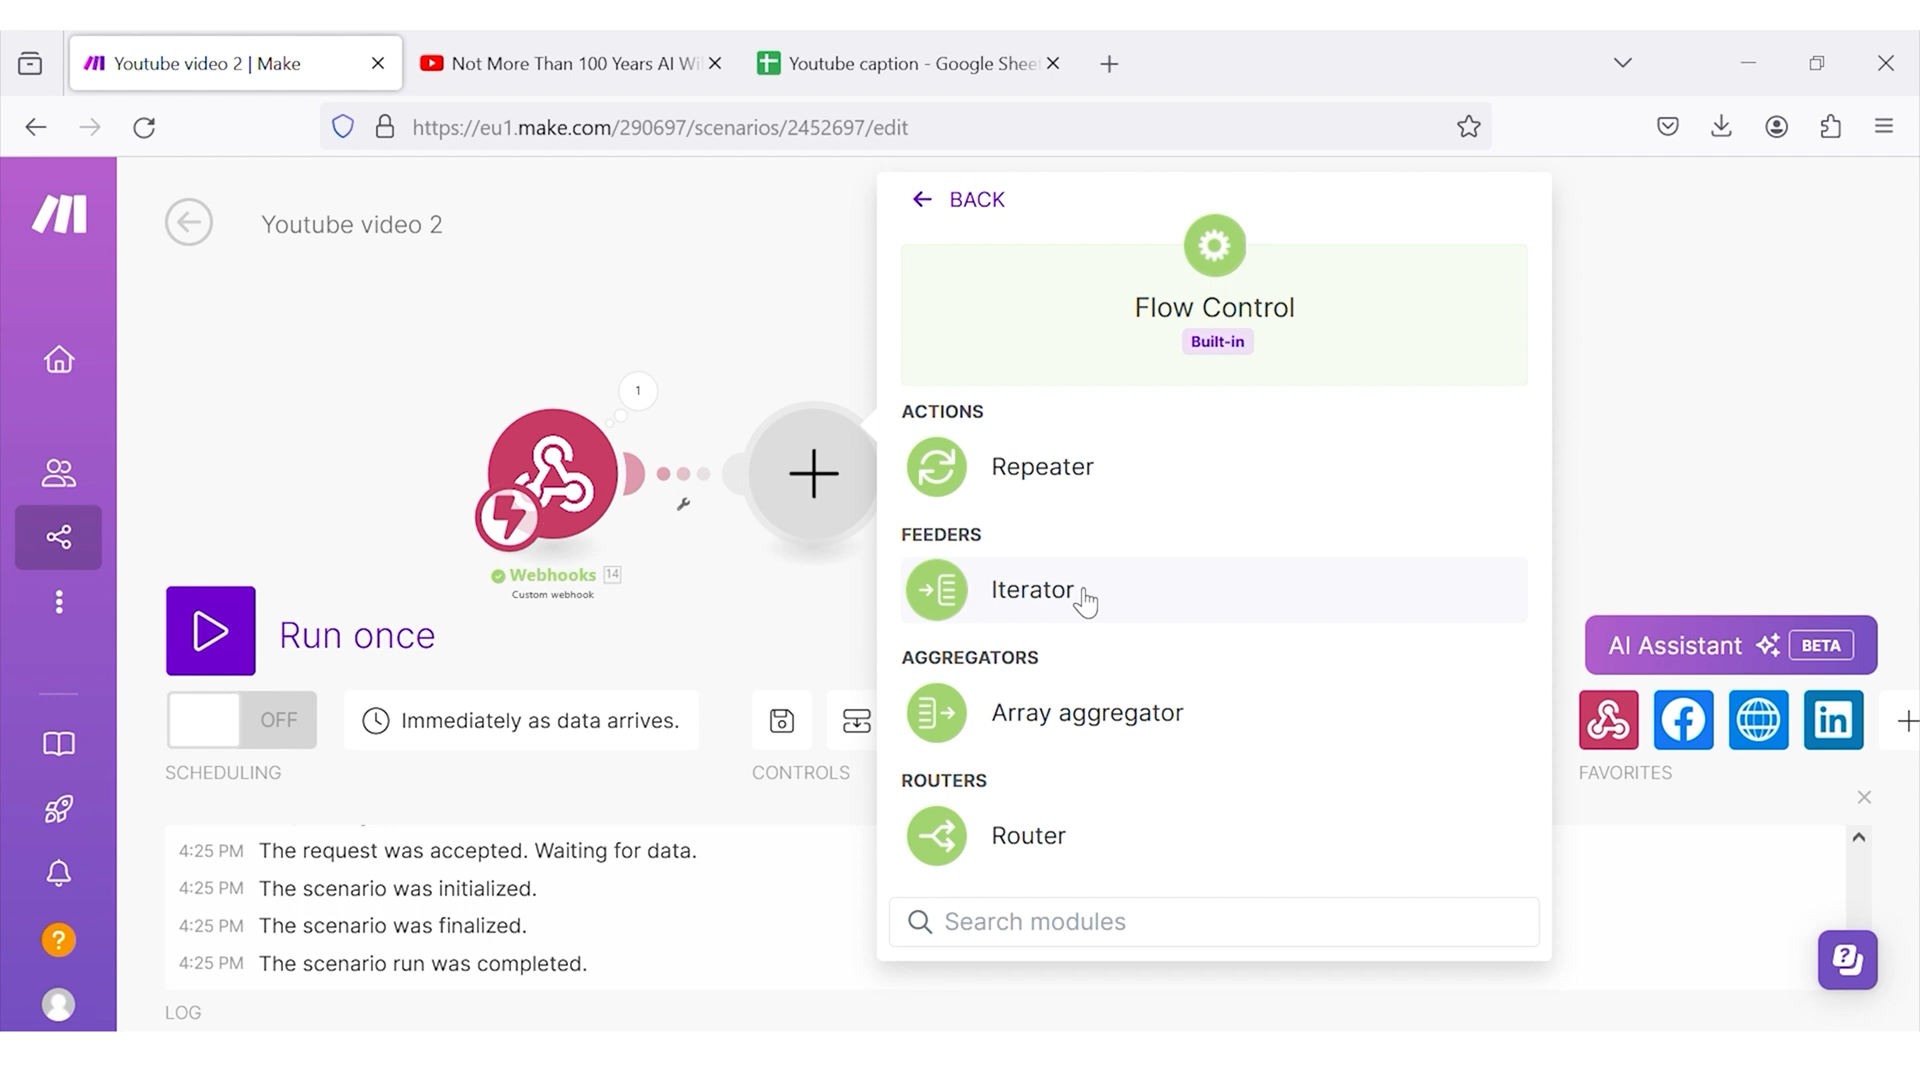 Youtube video 2 | Make
Not More Than 100 Years AI Wi
Youtube caption - Google Shee
https://eu1.make.com/290697/scenarios/2452697/edit
Youtube video 2
BACK
Flow Control
Built-in
ACTIONS
Repeater
FEEDERS
Iterator
AGGREGATORS
Array aggregator
ROUTERS
Router
Search modules
1
Webhooks 14
Custom webhook
Run once
OFF
Immediately as data arrives.
SCHEDULING
CONTROLS
AI Assistant BETA
in
FAVORITES
4:25 PM The request was accepted. Waiting for data.
4:25 PM The scenario was initialized.
4:25 PM The scenario was finalized.
4:25 PM The scenario run was completed.
LOG